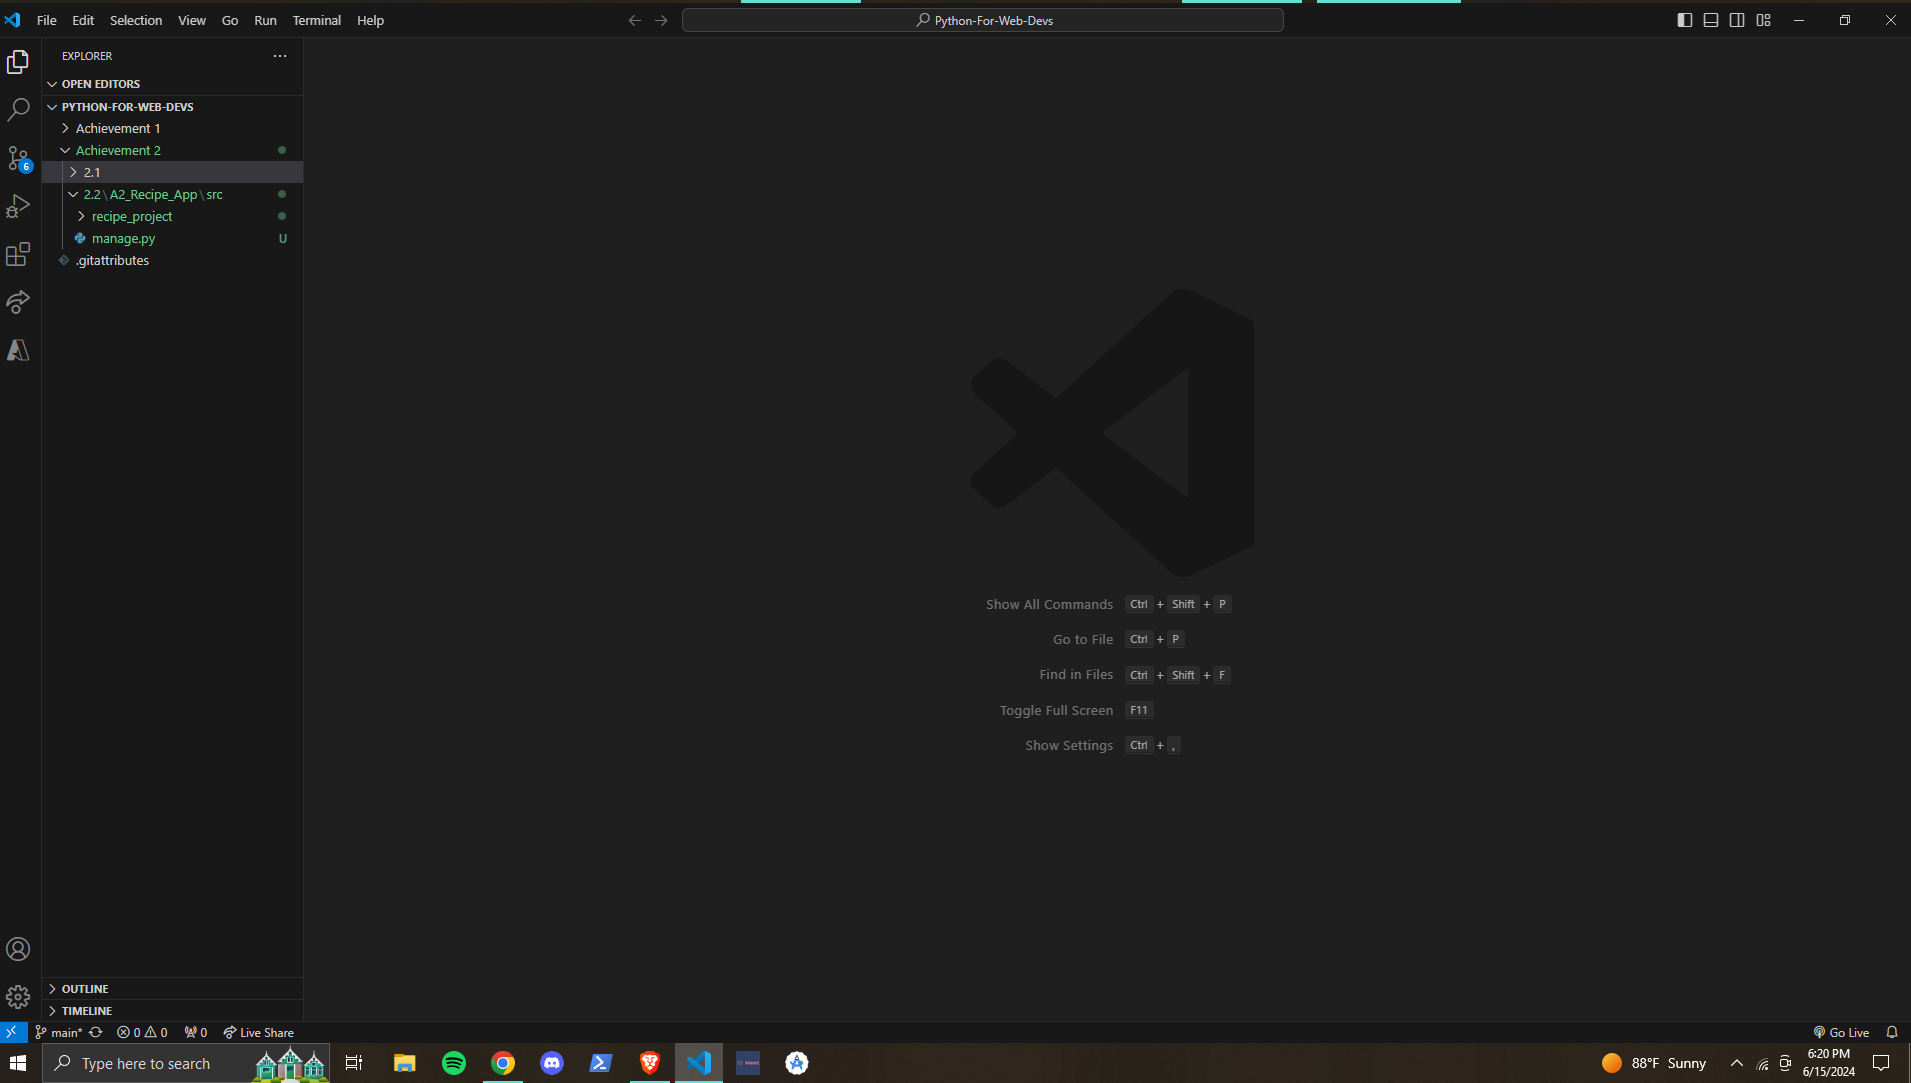 File Edit Selection View Go Run Terminal Help
Python-For-Web-Devs
EXPLORER
OPEN EDITORS
PYTHON-FOR-WEB-DEVS
Achievement 1
Achievement 2
2.1
6
2.2\A2_Recipe_App\src
recipe_project
manage.py U
.gitattributes
Show All Commands Ctrl + Shift + P
Go to File Ctrl + P
Find in Files Ctrl + Shift + F
Toggle Full Screen F11
Show Settings Ctrl + ,
OUTLINE
TIMELINE
main* 0 0 0 Live Share Go Live
Type here to search Meet 88°F Sunny 6:20 PM
6/15/2024